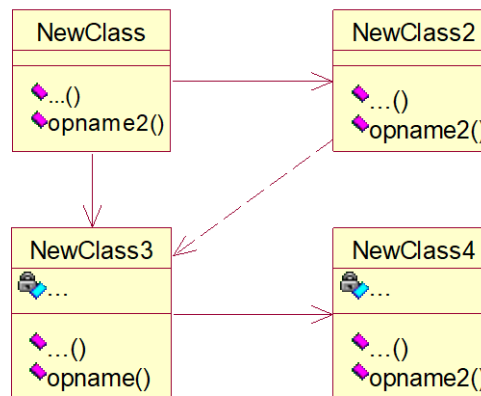 NewClass
...()
opname2()
NewClass2
...()
opname2()
NewClass3
...
...()
opname()
NewClass4
...
...()
opname2()